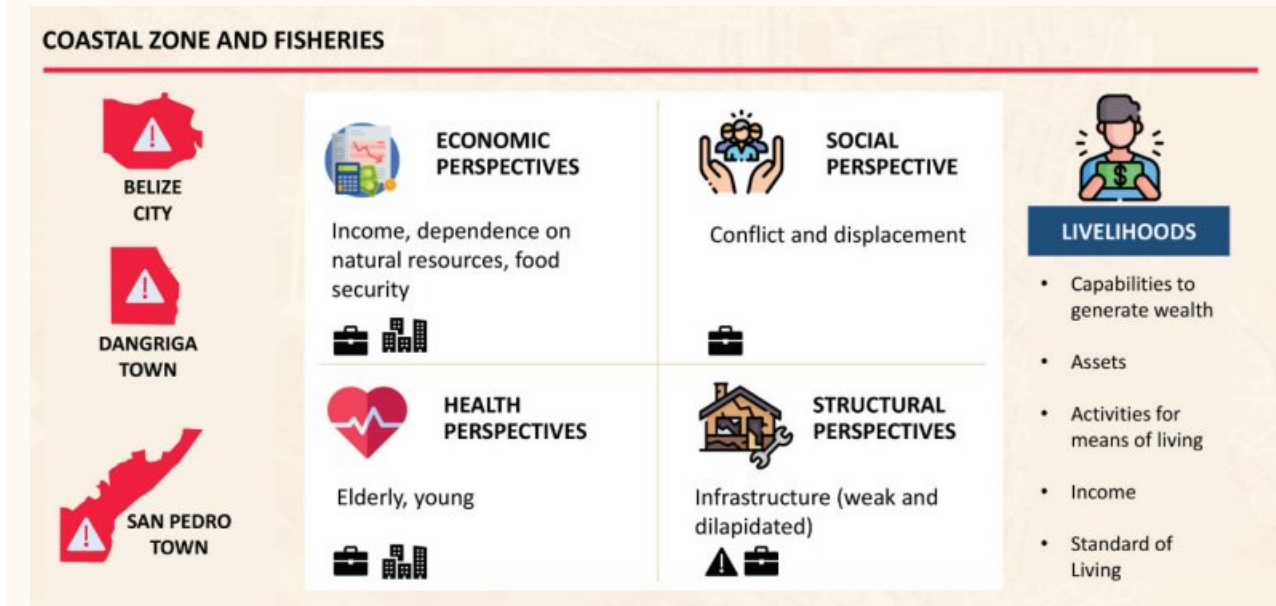 COASTAL ZONE AND FISHERIES
BELIZE
CITY
DANGRIGA
TOWN
SAN PEDRO
TOWN
ECONOMIC
PERSPECTIVES
Income, dependence on
natural resources, food
security
SOCIAL
PERSPECTIVE
Conflict and displacement
HEALTH
PERSPECTIVES
Elderly, young
STRUCTURAL
PERSPECTIVES
Infrastructure (weak and
dilapidated)
$
LIVELIHOODS
• Capabilities to
generate wealth
• Assets
• Activities for
means of living
• Income
• Standard of
Living